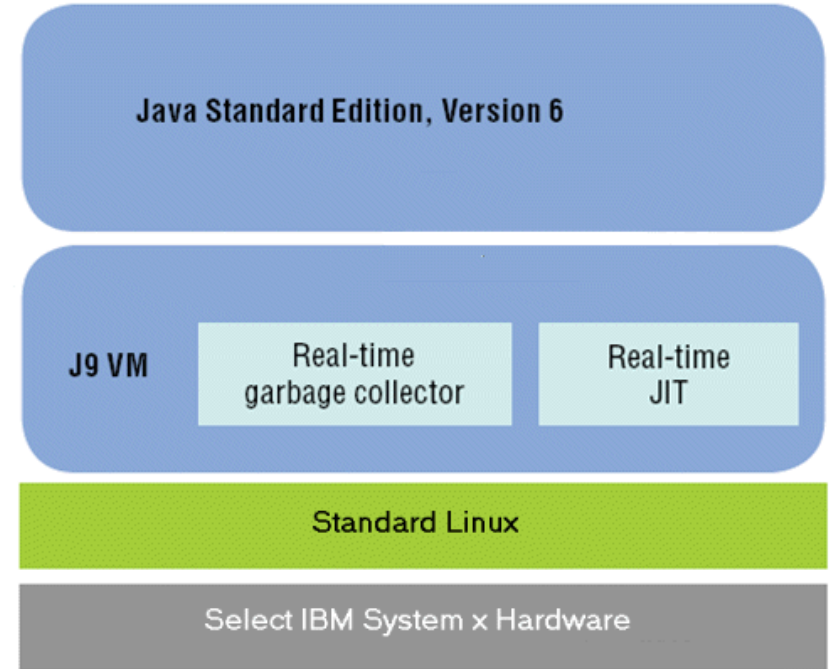 Java Standard Edition, Version 6
J9 VM
Real-time
garbage collector
Real-time
JIT
Standard Linux
Select IBM System x Hardware